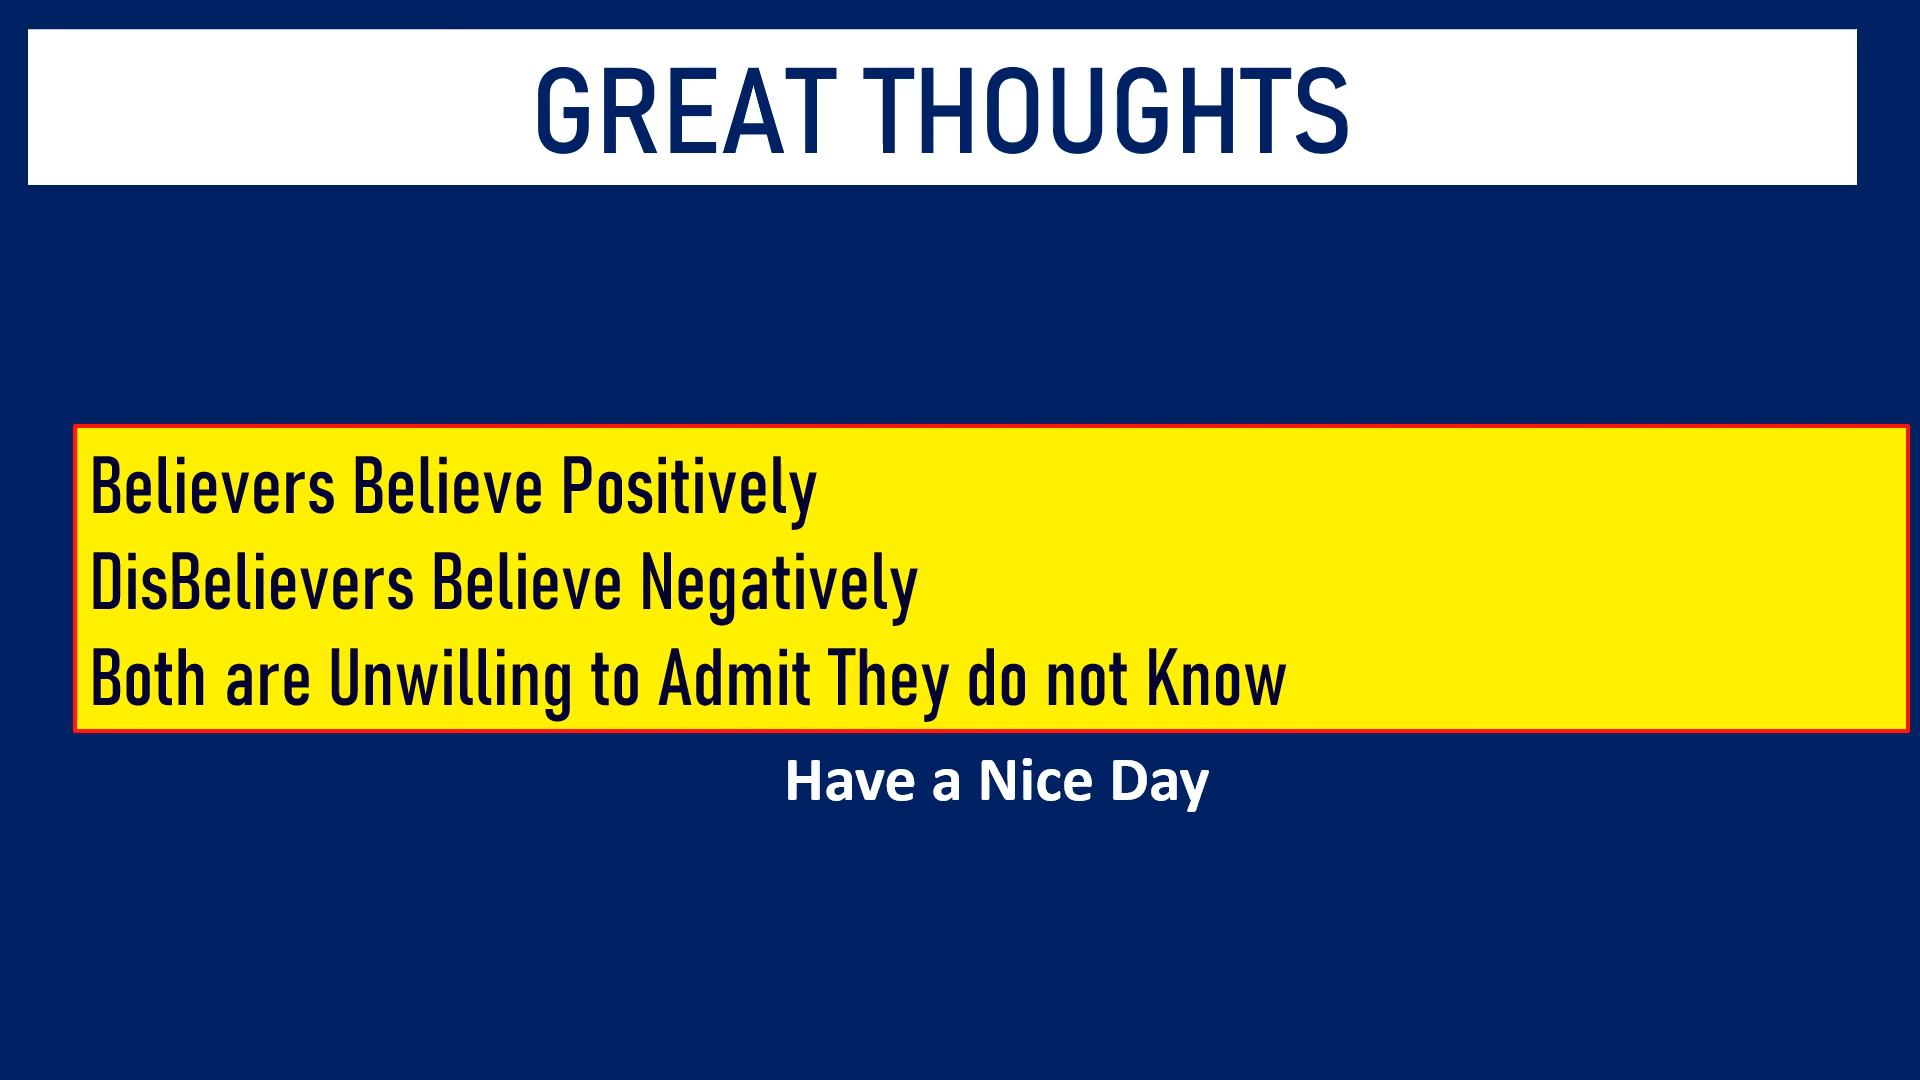 GREAT THOUGHTS
Believers Believe Positively
DisBelievers Believe Negatively
Both are Unwilling to Admit They do not Know
Have a Nice Day